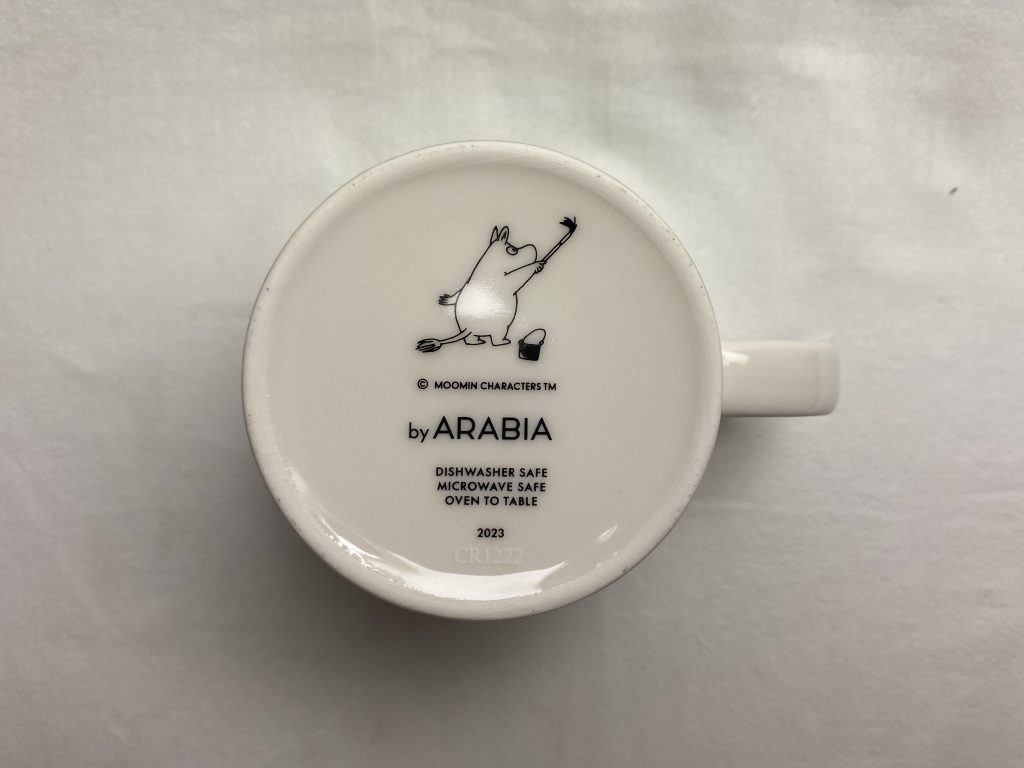 © MOOMIN CHARACTERS TM
by ARABIA
DISHWASHER SAFE
MICROWAVE SAFE
OVEN TO TABLE
2023
CR1222